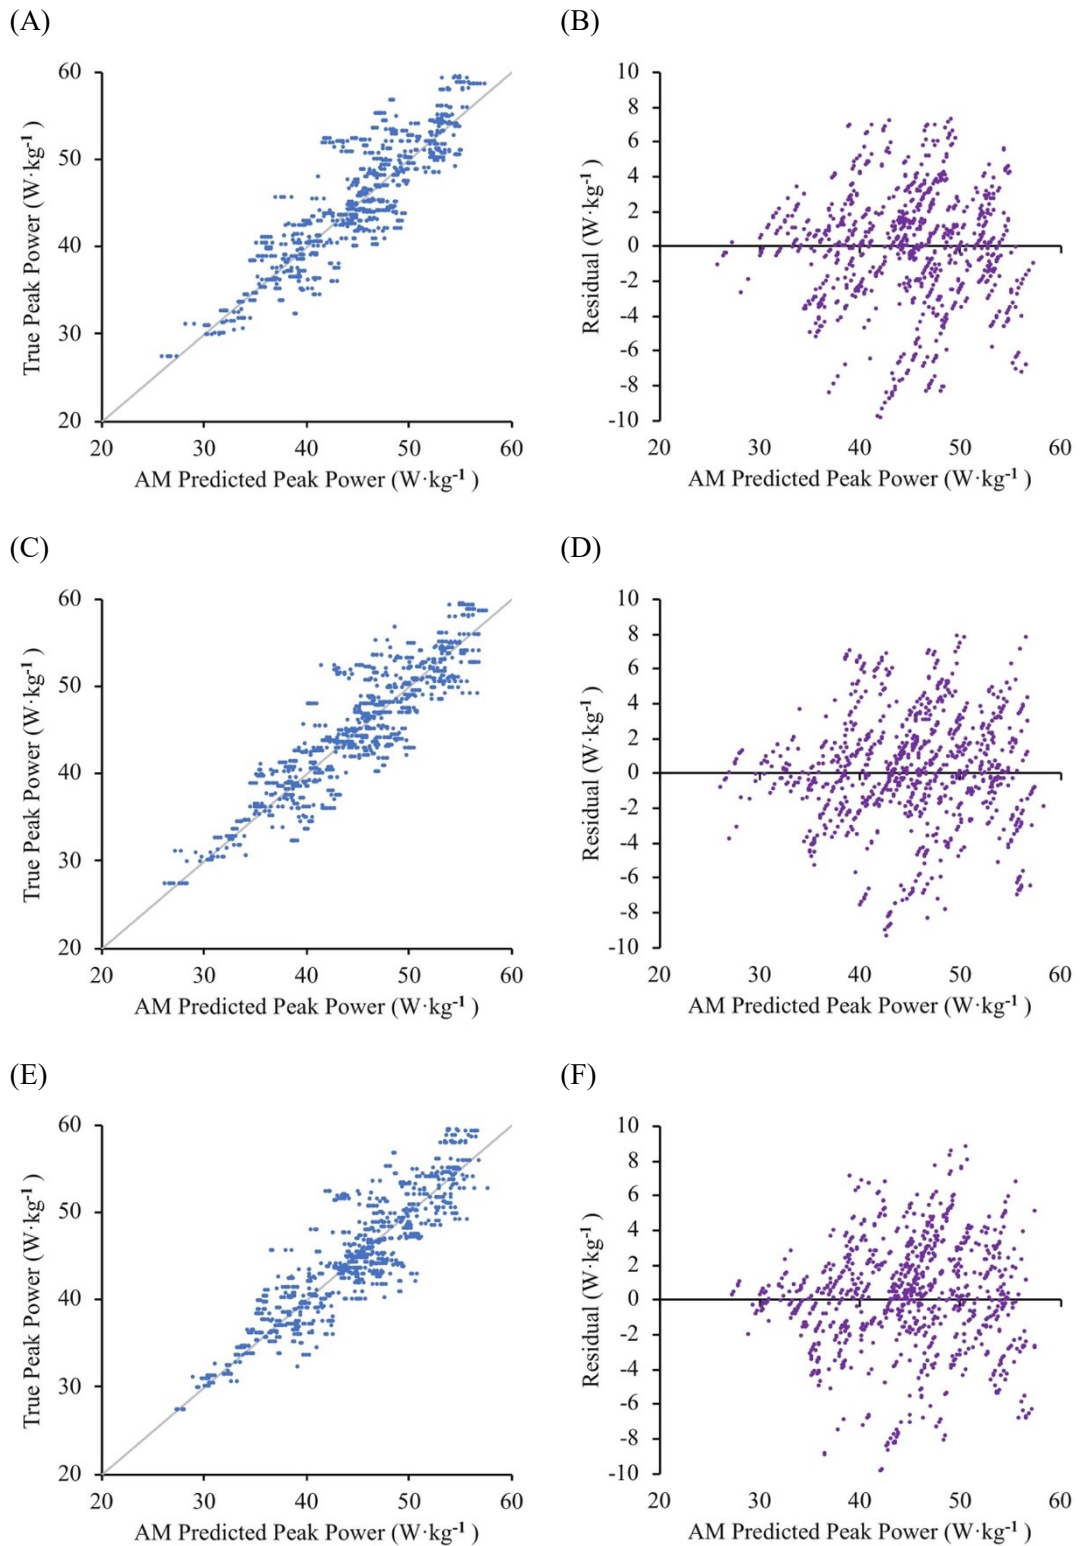 (A)
60
50
40
30
20
20 30 40 50 60
True Peak Power (W·kg-1 )
AM Predicted Peak Power (W·kg-1 )
(B)
10
8
6
4
2
0
-2
-4
-6
-8
-10
20 30 40 50 60
Residual (W·kg-1 )
AM Predicted Peak Power (W·kg-1 )
(C)
60
50
40
30
20
20 30 40 50 60
True Peak Power (W·kg-1 )
AM Predicted Peak Power (W·kg-1 )
(D)
10
8
6
4
2
0
-2
-4
-6
-8
-10
20 30 40 50 60
Residual (W·kg-1 )
AM Predicted Peak Power (W·kg-1 )
(E)
60
50
40
30
20
20 30 40 50 60
True Peak Power (W·kg-1 )
AM Predicted Peak Power (W·kg-1 )
(F)
10
8
6
4
2
0
-2
-4
-6
-8
-10
20 30 40 50 60
Residual (W·kg-1 )
AM Predicted Peak Power (W·kg-1 )